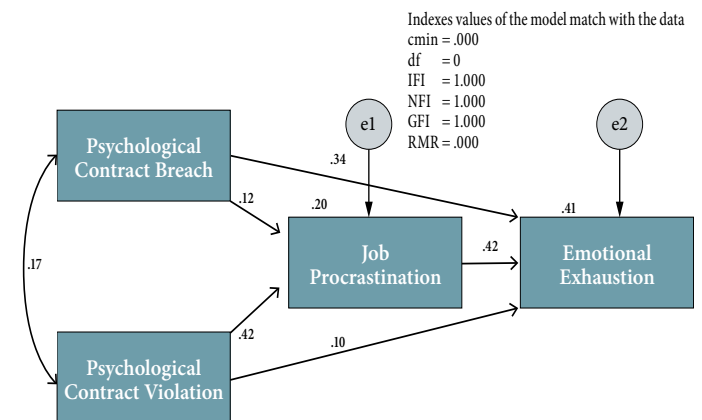 Indexes values of the model match with the data
cmin = .000
df = 0
IFI = 1.000
NFI = 1.000
GFI = 1.000
RMR = .000
e1
e2
Psychological
Contract Breach
.34
.12
.20
.41
Job
Procrastination
.42
Emotional
Exhaustion
.17
.42
.10
Psychological
Contract Violation